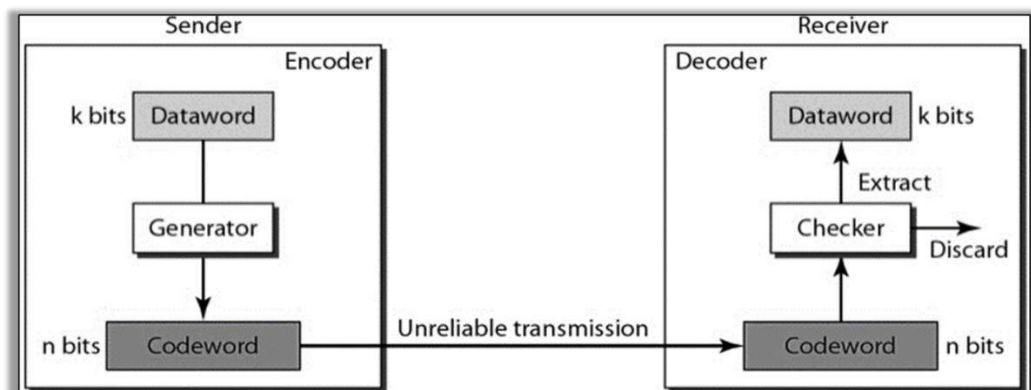 Sender
Receiver
Encoder
Decoder
k bits
Dataword
Dataword
k bits
Extract
Generator
Checker
Discard
Unreliable transmission
n bits
Codeword
Codeword
n bits